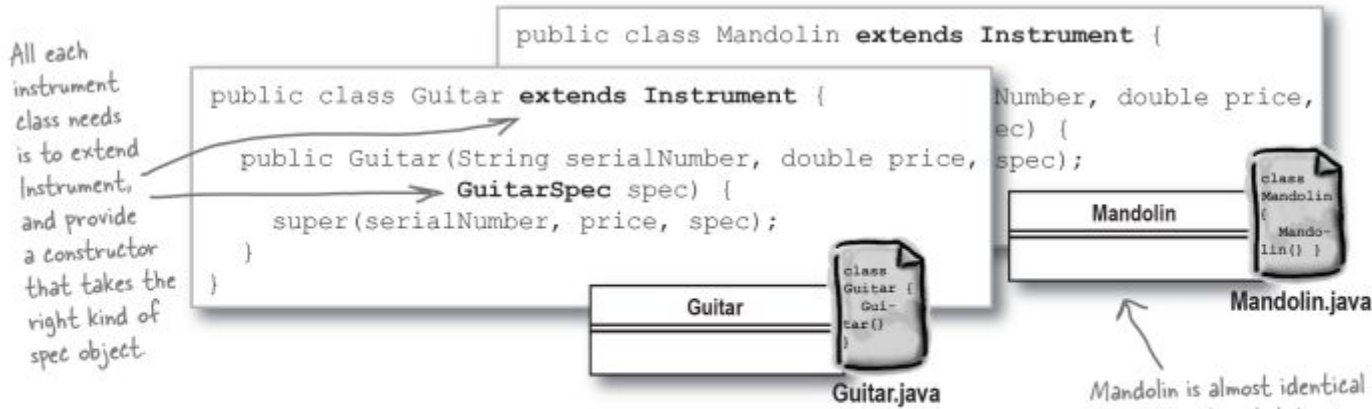 All each
instrument
class needs
is to extend
Instrument,
and provide
a constructor
that takes the
right kind of
spec object.
public class Mandolin extends Instrument {
Number, double price,
ec) {
spec);
public class Guitar extends Instrument {
public Guitar(String serialNumber, double price,
GuitarSpec spec) {
super(serialNumber, price, spec);
}
}
Mandolin
class
Mandolin
{
Mando-
lin() }
Mandolin.java
Guitar
class
Guitar {
Gui-
tar()
}
Guitar.java
Mandolin is almost identical